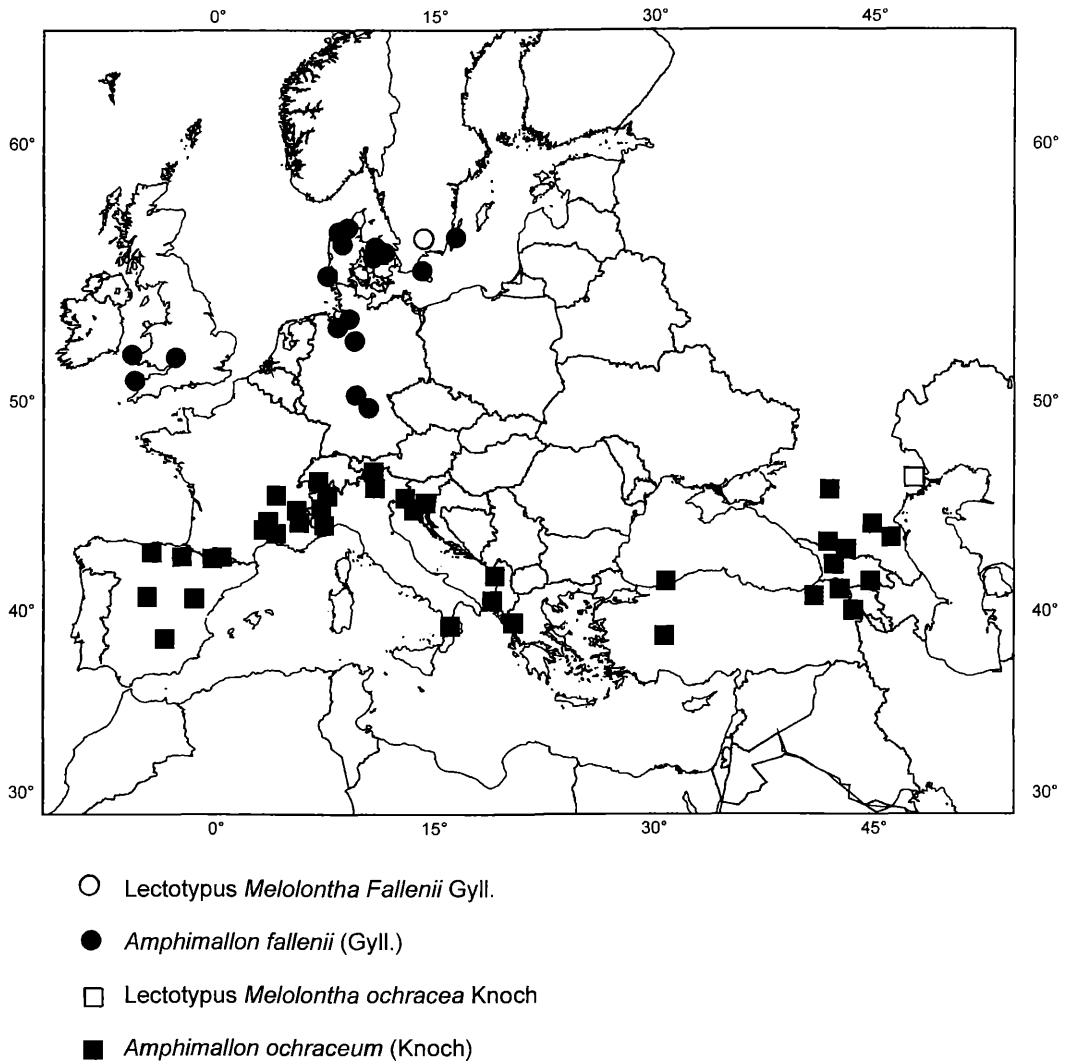 0° 15° 30° 45°
60° 60°
50° 50°
40° 40°
30° 30°
0° 15° 30° 45°
Lectotypus Melolontha Fallenii Gyll.
Amphimallon fallenii (Gyll.)
Lectotypus Melolontha ochracea Knoch
Amphimallon ochraceum (Knoch)